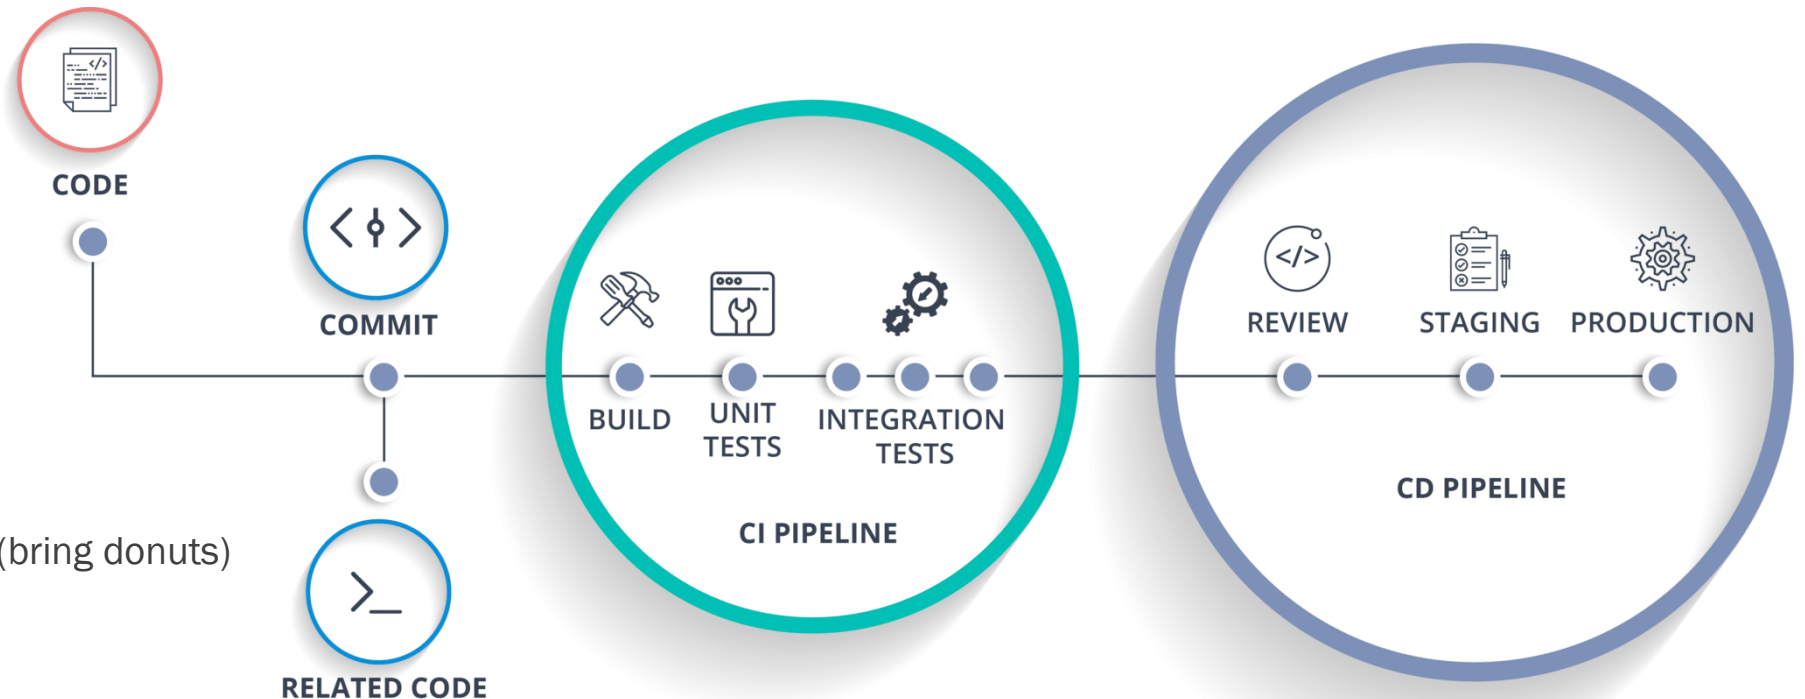 CODE
COMMIT
RELATED CODE
(bring donuts)
BUILD
UNIT
TESTS
INTEGRATION
TESTS
CI PIPELINE
REVIEW
STAGING
PRODUCTION
CD PIPELINE